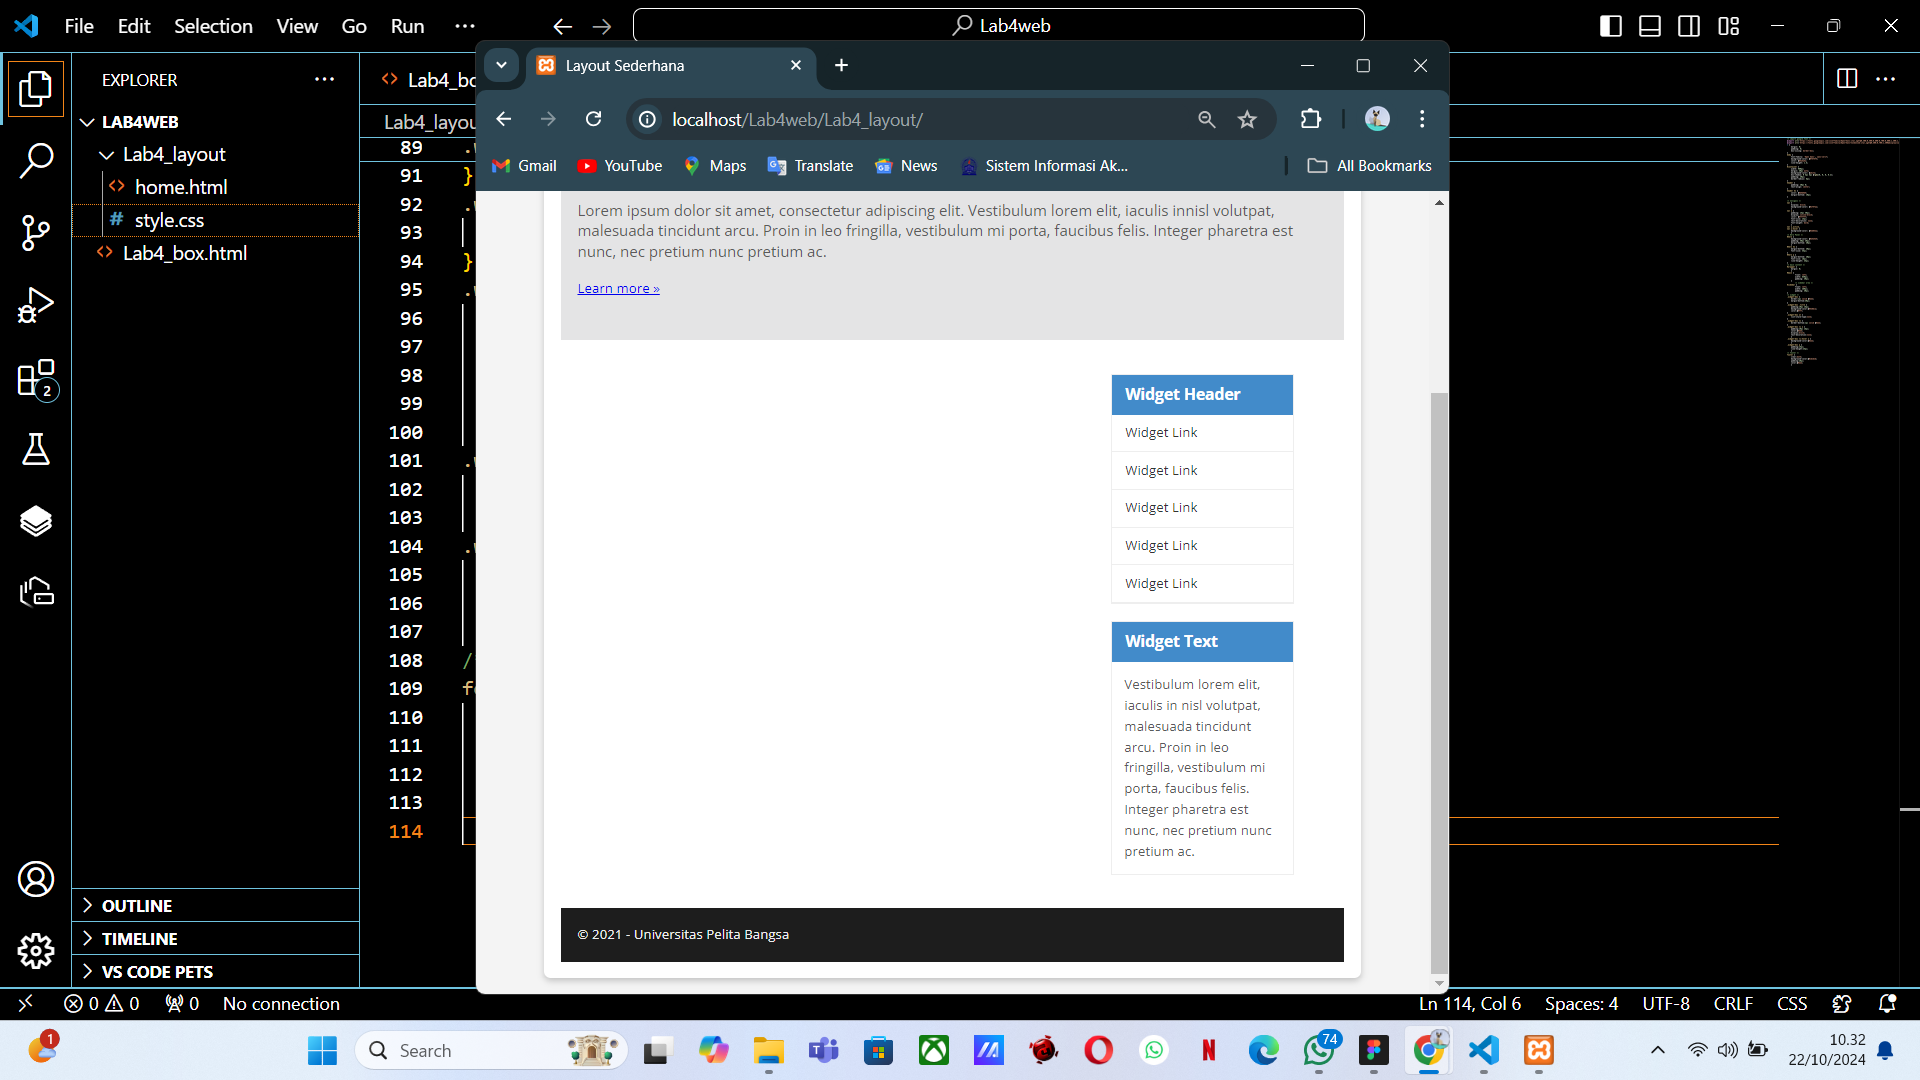 File Edit Selection View Go Run ··· Lab4web
EXPLORER
LAB4WEB
Lab4_layout
home.html
style.css
Lab4_box.html
OUTLINE
TIMELINE
VS CODE PETS
2
Lab4_bo
Lab4_layou
89
91 }
92
93
94 }
95
96
97
98
99
100
101
102
103
104
105
106
107
108 /
109
110
111
112
113
114
Layout Sederhana
localhost/Lab4web/Lab4_layout/
Gmail YouTube Maps Translate News Sistem Informasi Ak... All Bookmarks
Lorem ipsum dolor sit amet, consectetur adipiscing elit. Vestibulum lorem elit, iaculis innisl volutpat,
malesuada tincidunt arcu. Proin in leo fringilla, vestibulum mi porta, faucibus felis. Integer pharetra est
nunc, nec pretium nunc pretium ac.
Learn more »
Widget Header
Widget Link
Widget Link
Widget Link
Widget Link
Widget Link
Widget Text
Vestibulum lorem elit,
iaculis in nisl volutpat,
malesuada tincidunt
arcu. Proin in leo
fringilla, vestibulum mi
porta, faucibus felis.
Integer pharetra est
nunc, nec pretium nunc
pretium ac.
© 2021 - Universitas Pelita Bangsa
0 0 0 No connection Ln 114, Col 6 Spaces: 4 UTF-8 CRLF CSS
1 Search 74 10.32
22/10/2024